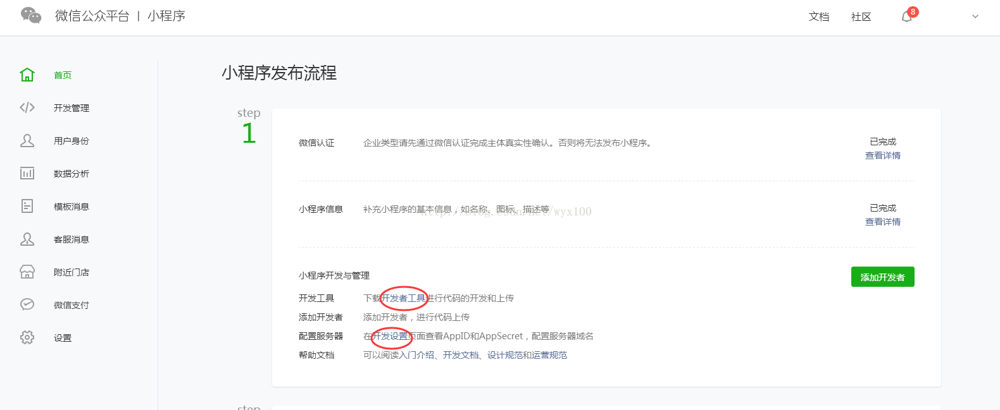 微信公众平台 | 小程序
文档
社区
8
首页
开发管理
用户身份
数据分析
模板消息
客服消息
附近门店
微信支付
设置
小程序发布流程
step
1
微信认证
企业类型请先通过微信认证完成主体真实性确认。否则将无法发布小程序。
已完成
查看详情
小程序信息
补充小程序的基本信息，如名称、图标、描述等
http://blog.csdn.net/wyx100
已完成
查看详情
小程序开发与管理
添加开发者
开发工具
下载开发者工具进行代码的开发和上传
添加开发者
添加开发者，进行代码上传
配置服务器
在开发设置页面查看AppID和AppSecret，配置服务器域名
帮助文档
可以阅读入门介绍、开发文档、设计规范和运营规范
step